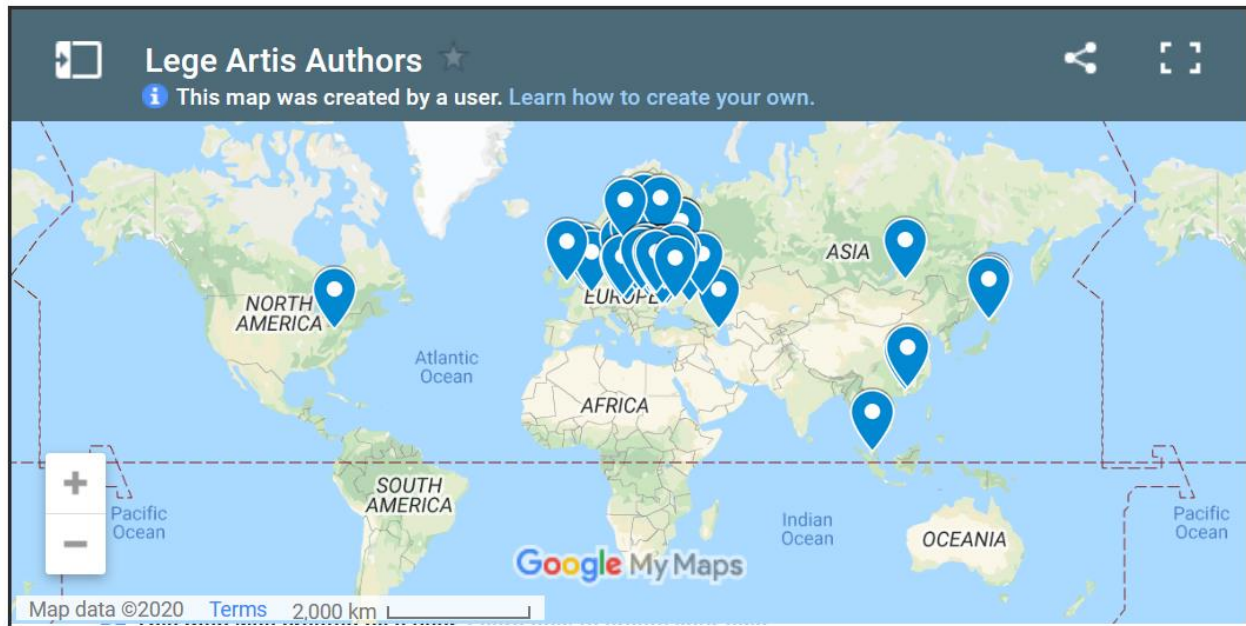 Lege Artis Authors
This map was created by a user. Learn how to create your own.
ASIA
NORTH
AMERICA
EUROPE
Atlantic
Ocean
AFRICA
SOUTH
AMERICA
Pacific
Ocean
Indian
Ocean
OCEANIA
Pacific
Ocean
Google My Maps
Map data ©2020 Terms 2,000 km